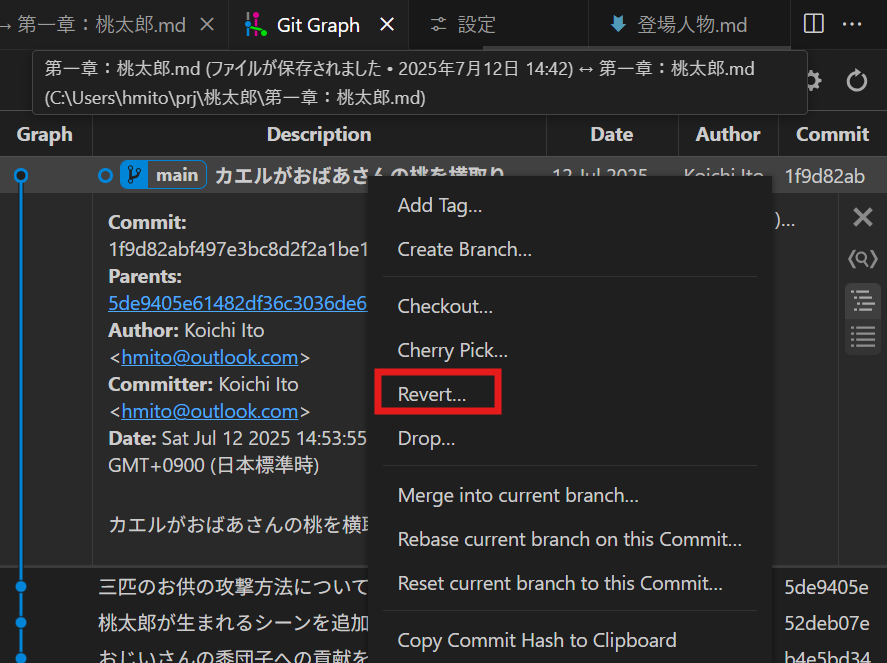 第一章：桃太郎.md
Git Graph
設定
登場人物.md
第一章：桃太郎.md (ファイルが保存されました • 2025年7月12日 14:42) ↔ 第一章：桃太郎.md
(C:\Users\hmito\prj\桃太郎\第一章：桃太郎.md)
Graph Description Date Author Commit
main カエルがおばあさんの桃を横取り 12 Jul 2025 Koichi Ito 1f9d82ab
Commit:
1f9d82abf497e3bc8d2f2a1be1
)...
Parents:
5de9405e61482df36c3036de6
Author: Koichi Ito
<hmito@outlook.com>
Committer: Koichi Ito
<hmito@outlook.com>
Date: Sat Jul 12 2025 14:53:55
GMT+0900 (日本標準時)
カエルがおばあさんの桃を横取
Add Tag...
Create Branch...
Checkout...
Cherry Pick...
Revert...
Drop...
Merge into current branch...
Rebase current branch on this Commit...
Reset current branch to this Commit...
Copy Commit Hash to Clipboard
三匹のお供の攻撃方法について 5de9405e
桃太郎が生まれるシーンを追加 52deb07e
おじいさんの黍団子への貢献を b4e5bd34